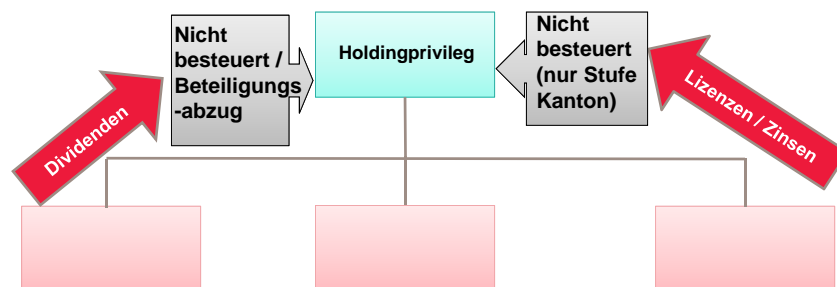 Nicht
besteuert /
Beteiligungs
-abzug
Holdingprivileg
Nicht
besteuert
(nur Stufe
Kanton)
Dividenden
Lizenzen / Zinsen